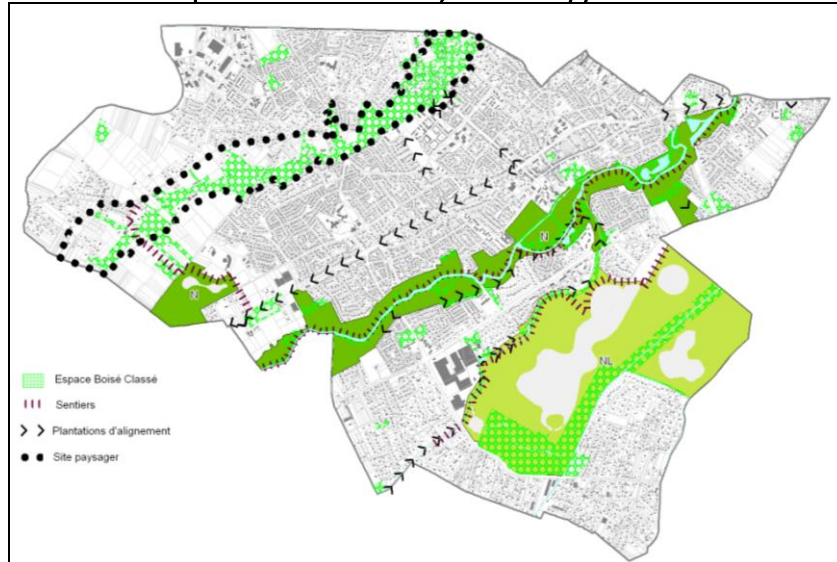 N
N
NL
Espace Boisé Classé
Sentiers
Plantations d'alignement
Site paysager